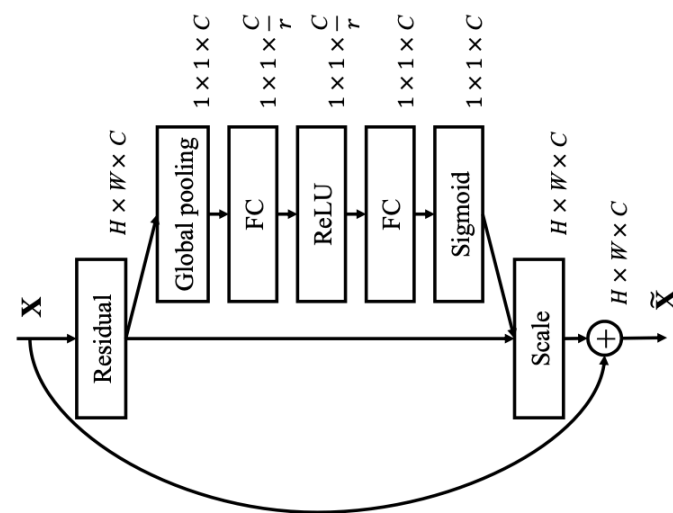 X
Residual
H × W × C
Global pooling
1 × 1 × C
FC
1 × 1 × C/r
ReLU
1 × 1 × C/r
FC
1 × 1 × C
Sigmoid
1 × 1 × C
Scale
H × W × C
+
H × W × C
X̃